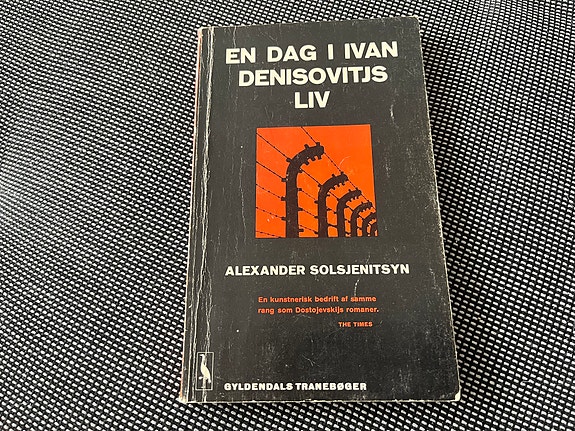 EN DAG I IVAN
DENISOVITJS
LIV
ALEXANDER SOLSJENITSYN
En kunstnerisk bedrift af samme
rang som Dostojevskijs romaner.
THE TIMES
GYLDENDALS TRANEBØGER